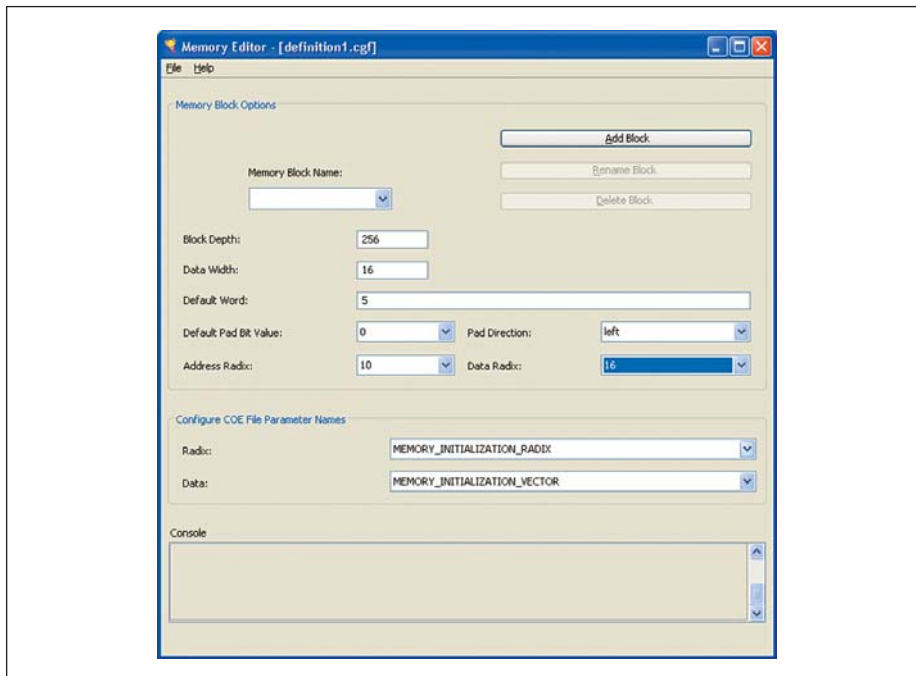 Memory Editor - [definition1.cgf]
File Help
Memory Block Options
Add Block
Memory Block Name:
Rename Block
Delete Block
Block Depth: 256
Data Width: 16
Default Word: 5
Default Pad Bit Value: 0 Pad Direction: left
Address Radix: 10 Data Radix: 16
Configure COE File Parameter Names
Radix: MEMORY_INITIALIZATION_RADIX
Data: MEMORY_INITIALIZATION_VECTOR
Console